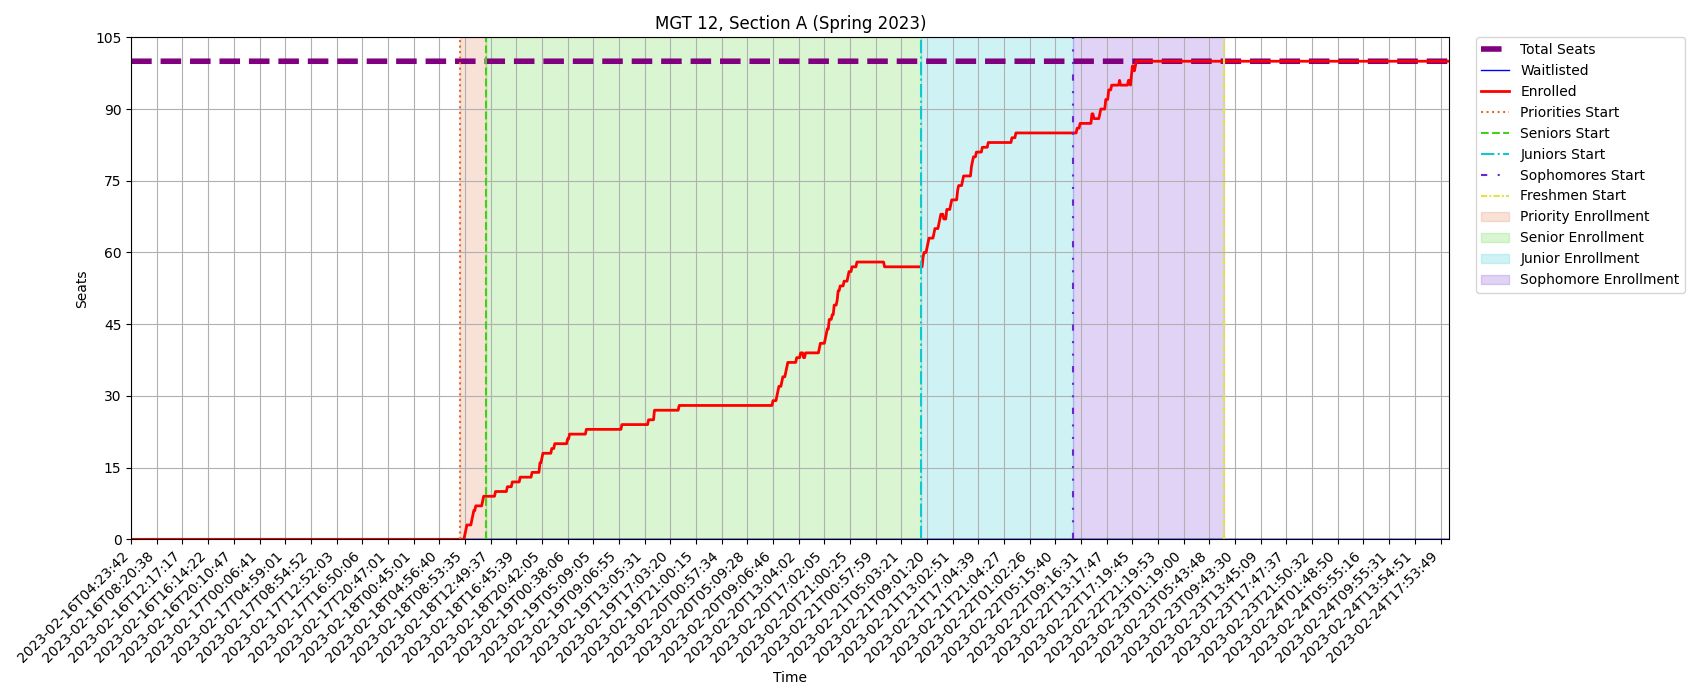 MGT 12, Section A (Spring 2023)
105
90
75
60
45
30
15
0
Seats
2023-02-16T04:23:42
2023-02-16T08:20:38
2023-02-16T12:17:17
2023-02-16T16:14:22
2023-02-16T20:10:47
2023-02-17T00:06:41
2023-02-17T04:59:01
2023-02-17T08:54:52
2023-02-17T12:52:03
2023-02-17T16:50:06
2023-02-17T20:47:01
2023-02-18T00:45:01
2023-02-18T04:56:40
2023-02-18T08:53:35
2023-02-18T12:49:37
2023-02-18T16:45:39
2023-02-18T20:42:05
2023-02-19T00:38:06
2023-02-19T05:09:05
2023-02-19T09:06:55
2023-02-19T13:05:31
2023-02-19T17:03:20
2023-02-19T21:00:15
2023-02-20T00:57:34
2023-02-20T05:09:28
2023-02-20T09:06:46
2023-02-20T13:04:02
2023-02-20T17:02:05
2023-02-20T21:00:25
2023-02-21T00:57:59
2023-02-21T05:03:21
2023-02-21T09:01:20
2023-02-21T13:02:51
2023-02-21T17:04:39
2023-02-21T21:04:27
2023-02-22T01:02:26
2023-02-22T05:15:40
2023-02-22T09:16:31
2023-02-22T13:17:47
2023-02-22T17:19:45
2023-02-22T21:19:53
2023-02-23T01:19:00
2023-02-23T05:43:48
2023-02-23T09:43:30
2023-02-23T13:45:09
2023-02-23T17:47:37
2023-02-23T21:50:32
2023-02-24T01:48:50
2023-02-24T05:55:16
2023-02-24T09:55:31
2023-02-24T13:54:51
2023-02-24T17:53:49
Time
Total Seats
Waitlisted
Enrolled
Priorities Start
Seniors Start
Juniors Start
Sophomores Start
Freshmen Start
Priority Enrollment
Senior Enrollment
Junior Enrollment
Sophomore Enrollment